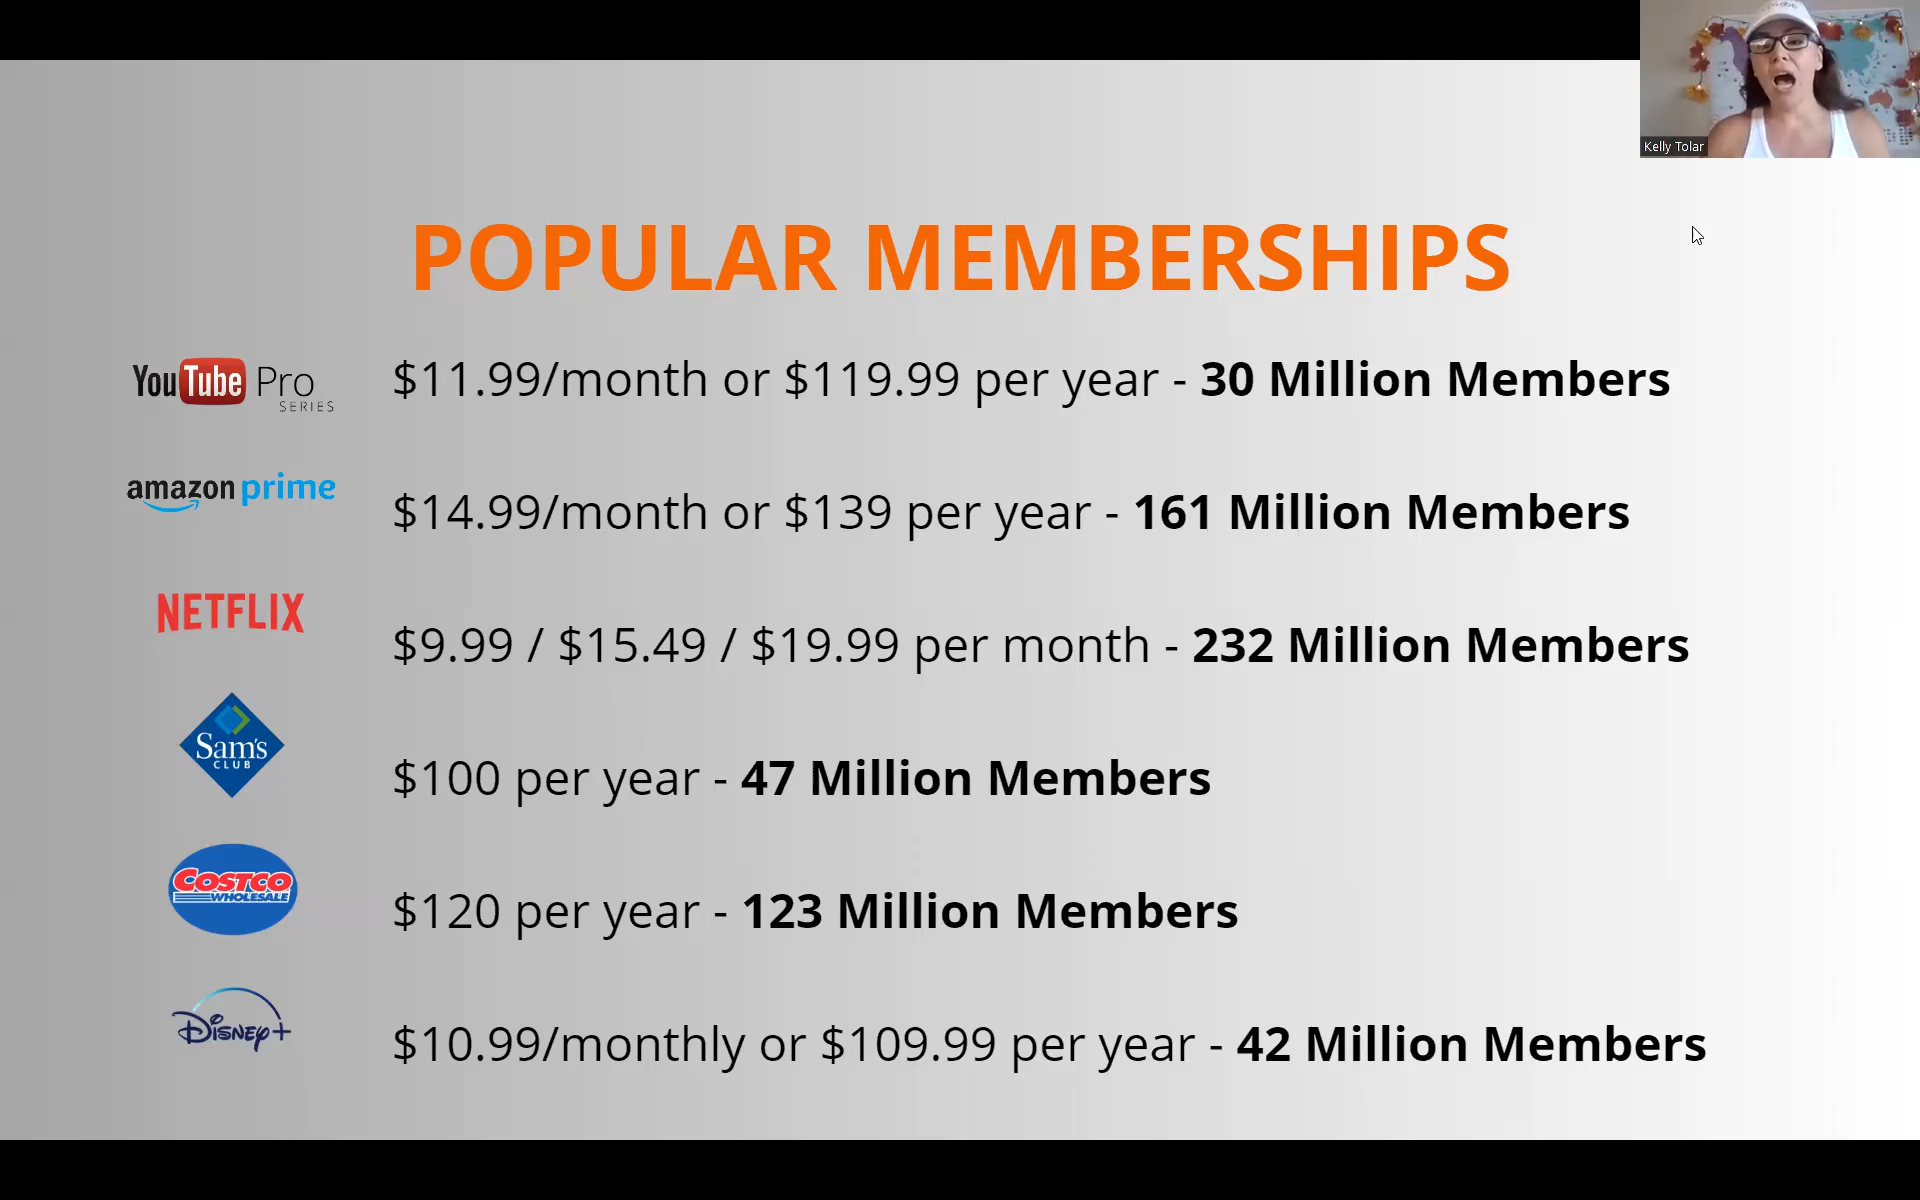 Kelly Tolar
POPULAR MEMBERSHIPS
YouTube Pro
SERIES
$11.99/month or $119.99 per year - 30 Million Members
amazon prime
$14.99/month or $139 per year - 161 Million Members
NETFLIX
$9.99 / $15.49 / $19.99 per month - 232 Million Members
Sam's
CLUB
$100 per year - 47 Million Members
COSTCO
WHOLESALE
$120 per year - 123 Million Members
Disney+
$10.99/monthly or $109.99 per year - 42 Million Members